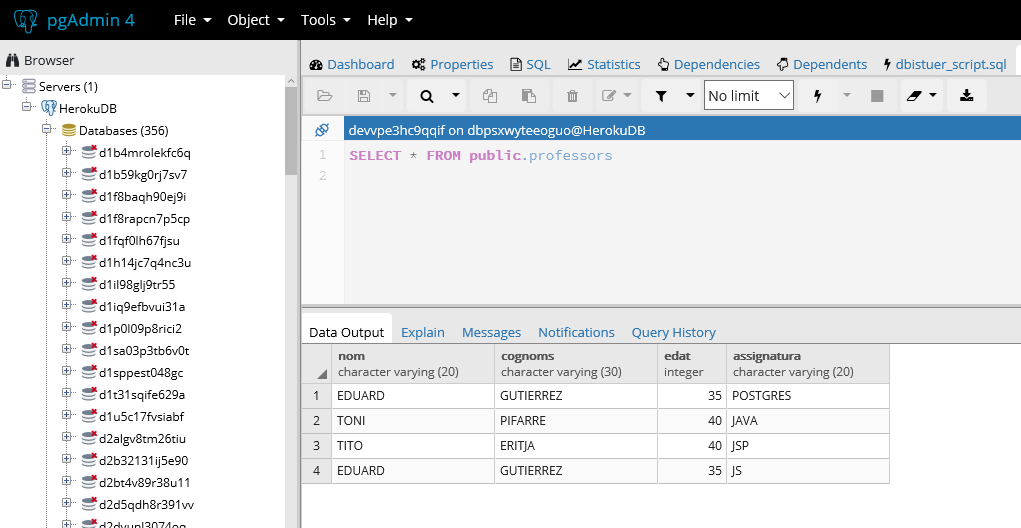 pgAdmin 4 File Object Tools Help
Browser
Servers (1)
HerokuDB
Databases (356)
d1b4mrolekfc6q
d1b59kg0rj7sv7
d1f8baqh90ej9i
d1f8rapcn7p5cp
d1fqf0lh67fjsu
d1h14jc7q4nc3u
d1il98glj9tr55
d1iq9efbvui31a
d1p0l09p8rici2
d1sa03p3tb6v0t
d1sppest048gc
d1t31sqife629a
d1u5c17fvsiabf
d2algv8tm26tiu
d2b32131ij5e90
d2bt4v89r38u11
d2d5qdh8r391vv
Dashboard Properties SQL Statistics Dependencies Dependents dbistuer_script.sql
No limit
devvpe3hc9qqif on dbpsxwyteeoguo@HerokuDB
1 SELECT * FROM public.professors
2
Data Output Explain Messages Notifications Query History
nom cognoms edat assignatura
character varying (20) character varying (30) integer character varying (20)
1 EDUARD GUTIERREZ 35 POSTGRES
2 TONI PIFARRE 40 JAVA
3 TITO ERITJA 40 JSP
4 EDUARD GUTIERREZ 35 JS